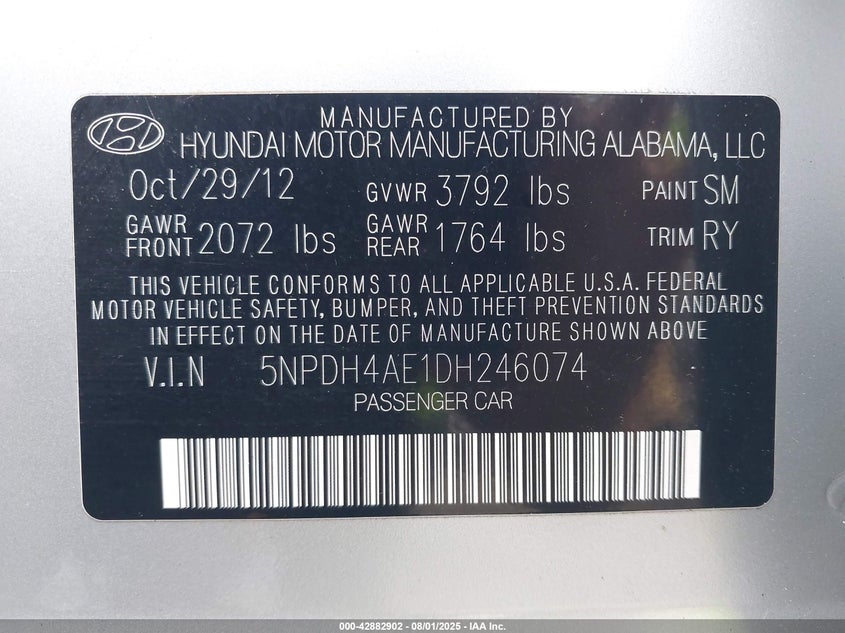 MANUFACTURED BY
HYUNDAI MOTOR MANUFACTURING ALABAMA, LLC
Oct/29/12 GVWR 3792 lbs PAINT SM
GAWR FRONT 2072 lbs GAWR REAR 1764 lbs TRIM RY
THIS VEHICLE CONFORMS TO ALL APPLICABLE U.S.A. FEDERAL
MOTOR VEHICLE SAFETY, BUMPER, AND THEFT PREVENTION STANDARDS
IN EFFECT ON THE DATE OF MANUFACTURE SHOWN ABOVE
V.I.N 5NPDH4AE1DH246074
PASSENGER CAR
000-42882902 - 08/01/2025 - IAA Inc.